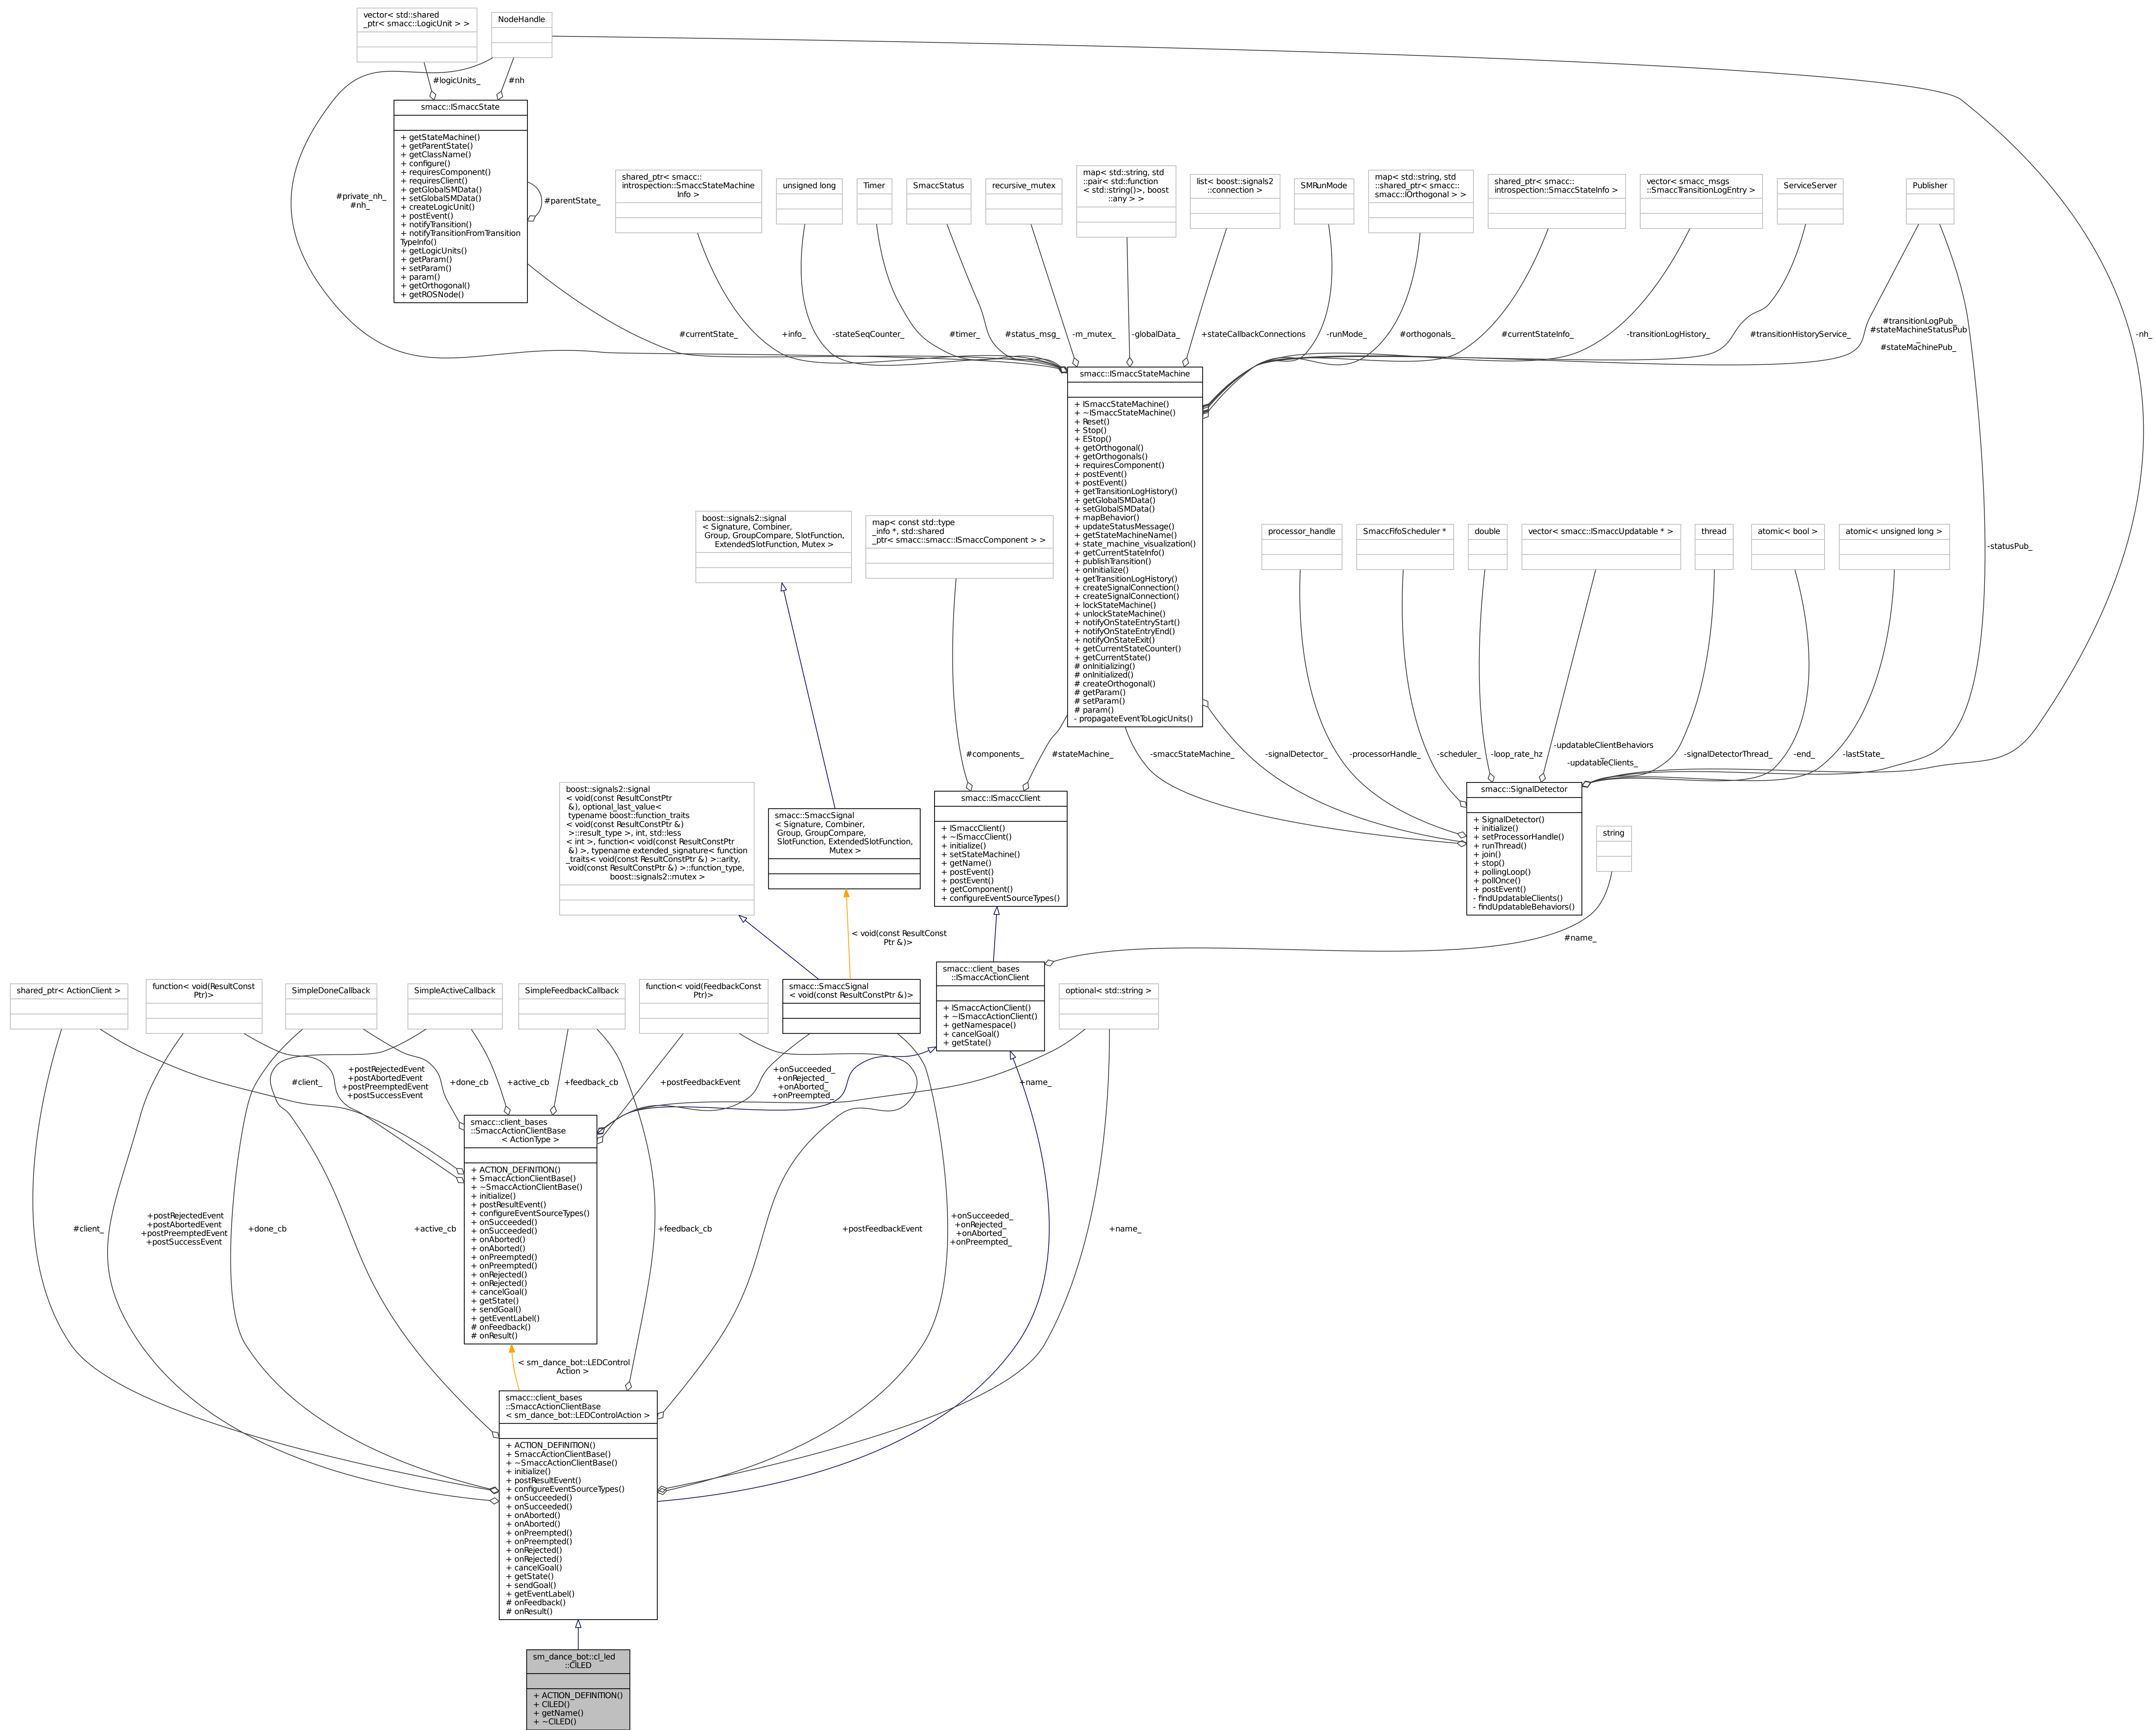 vector< std::shared
_ptr< smacc::LogicUnit > >
NodeHandle
#logicUnits_
#nh
smacc::ISmaccState
+ getStateMachine()
+ getParentState()
+ getClassName()
+ configure()
+ requiresComponent()
+ requiresClient()
+ getGlobalSMData()
+ setGlobalSMData()
+ createLogicUnit()
+ postEvent()
+ notifyTransition()
+ notifyTransitionFromTransition
TypeInfo()
+ getLogicUnits()
+ getParam()
+ setParam()
+ param()
+ getOrthogonal()
+ getROSNode()
#parentState_
#private_nh_
#nh_
shared_ptr< smacc::
introspection::SmaccStateMachine
Info >
unsigned long
Timer
SmaccStatus
recursive_mutex
map< std::string, std
::pair< std::function
< std::string()>, boost
::any > >
list< boost::signals2
::connection >
SMRunMode
map< std::string, std
::shared_ptr< smacc::
smacc::IOrthogonal > >
shared_ptr< smacc::
introspection::SmaccStateInfo >
vector< smacc_msgs
::SmaccTransitionLogEntry >
ServiceServer
Publisher
#currentState_
+info_
-stateSeqCounter_
#timer_
#status_msg_
-m_mutex_
-globalData_
+stateCallbackConnections
-runMode_
#orthogonals_
#currentStateInfo_
-transitionLogHistory_
#transitionHistoryService_
#transitionLogPub_
#stateMachineStatusPub
_
#stateMachinePub_
-nh_
smacc::ISmaccStateMachine
+ ISmaccStateMachine()
+ ~ISmaccStateMachine()
+ Reset()
+ Stop()
+ EStop()
+ getOrthogonal()
+ getOrthogonals()
+ requiresComponent()
+ postEvent()
+ postEvent()
+ getTransitionLogHistory()
+ getGlobalSMData()
+ setGlobalSMData()
+ mapBehavior()
+ updateStatusMessage()
+ getStateMachineName()
+ state_machine_visualization()
+ getCurrentStateInfo()
+ publishTransition()
+ onInitialize()
+ getTransitionLogHistory()
+ createSignalConnection()
+ createSignalConnection()
+ lockStateMachine()
+ unlockStateMachine()
+ notifyOnStateEntryStart()
+ notifyOnStateEntryEnd()
+ notifyOnStateExit()
+ getCurrentStateCounter()
+ getCurrentState()
# onInitializing()
# onInitialized()
# createOrthogonal()
# getParam()
# setParam()
# param()
- propagateEventToLogicUnits()
boost::signals2::signal
< Signature, Combiner,
Group, GroupCompare, SlotFunction,
ExtendedSlotFunction, Mutex >
map< const std::type
_info *, std::shared
_ptr< smacc::smacc::ISmaccComponent > >
processor_handle
SmaccFifoScheduler *
double
vector< smacc::ISmaccUpdatable * >
thread
atomic< bool >
atomic< unsigned long >
-statusPub_
#components_
#stateMachine_
-smaccStateMachine_
-signalDetector_
-processorHandle_
-scheduler_
-loop_rate_hz
-updatableClientBehaviors
_
-updatableClients_
-signalDetectorThread_
-end_
-lastState_
boost::signals2::signal
< void(const ResultConstPtr
&), optional_last_value<
typename boost::function_traits
< void(const ResultConstPtr &)
>::result_type >, int, std::less
< int >, function< void(const ResultConstPtr
&) >, typename extended_signature< function
_traits< void(const ResultConstPtr &) >::arity,
void(const ResultConstPtr &) >::function_type,
boost::signals2::mutex >
smacc::SmaccSignal
< Signature, Combiner,
Group, GroupCompare,
SlotFunction, ExtendedSlotFunction,
Mutex >
smacc::ISmaccClient
+ ISmaccClient()
+ ~ISmaccClient()
+ initialize()
+ setStateMachine()
+ getName()
+ postEvent()
+ postEvent()
+ getComponent()
+ configureEventSourceTypes()
smacc::SignalDetector
+ SignalDetector()
+ initialize()
+ setProcessorHandle()
+ runThread()
+ join()
+ stop()
+ pollingLoop()
+ pollOnce()
+ postEvent()
- findUpdatableClients()
- findUpdatableBehaviors()
string
#name_
< void(const ResultConst
Ptr &)>
shared_ptr< ActionClient >
function< void(ResultConst
Ptr)>
SimpleDoneCallback
SimpleActiveCallback
SimpleFeedbackCallback
function< void(FeedbackConst
Ptr)>
smacc::SmaccSignal
< void(const ResultConstPtr &)>
smacc::client_bases
::ISmaccActionClient
+ ISmaccActionClient()
+ ~ISmaccActionClient()
+ getNamespace()
+ cancelGoal()
+ getState()
optional< std::string >
#client_
+postRejectedEvent
+postAbortedEvent
+postPreemptedEvent
+postSuccessEvent
+done_cb
+active_cb
+feedback_cb
+postFeedbackEvent
+onSucceeded_
+onRejected_
+onAborted_
+onPreempted_
+name_
smacc::client_bases
::SmaccActionClientBase
< ActionType >
+ ACTION_DEFINITION()
+ SmaccActionClientBase()
+ ~SmaccActionClientBase()
+ initialize()
+ postResultEvent()
+ configureEventSourceTypes()
+ onSucceeded()
+ onSucceeded()
+ onAborted()
+ onAborted()
+ onPreempted()
+ onPreempted()
+ onRejected()
+ onRejected()
+ cancelGoal()
+ getState()
+ sendGoal()
+ getEventLabel()
# onFeedback()
# onResult()
#client_
+postRejectedEvent
+postAbortedEvent
+postPreemptedEvent
+postSuccessEvent
+done_cb
+active_cb
+feedback_cb
+postFeedbackEvent
+onSucceeded_
+onRejected_
+onAborted_
+onPreempted_
+name_
< sm_dance_bot::LEDControl
Action >
smacc::client_bases
::SmaccActionClientBase
< sm_dance_bot::LEDControlAction >
+ ACTION_DEFINITION()
+ SmaccActionClientBase()
+ ~SmaccActionClientBase()
+ initialize()
+ postResultEvent()
+ configureEventSourceTypes()
+ onSucceeded()
+ onSucceeded()
+ onAborted()
+ onAborted()
+ onPreempted()
+ onPreempted()
+ onRejected()
+ onRejected()
+ cancelGoal()
+ getState()
+ sendGoal()
+ getEventLabel()
# onFeedback()
# onResult()
sm_dance_bot::cl_led
::ClLED
+ ACTION_DEFINITION()
+ ClLED()
+ getName()
+ ~ClLED()